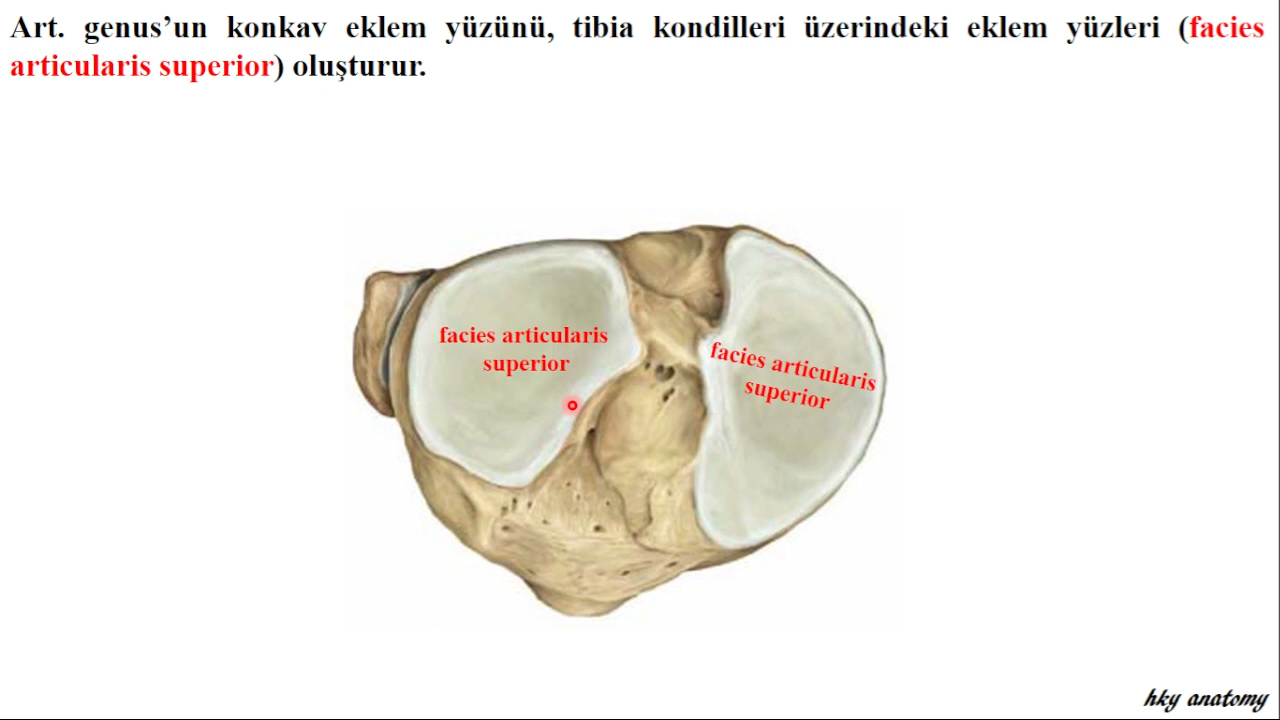 Art. genus’un konkav eklem yüzünü, tibia kondilleri üzerindeki eklem yüzleri (facies
articularis superior) oluşturur.
facies articularis
superior
facies articularis
superior
hky anatomy